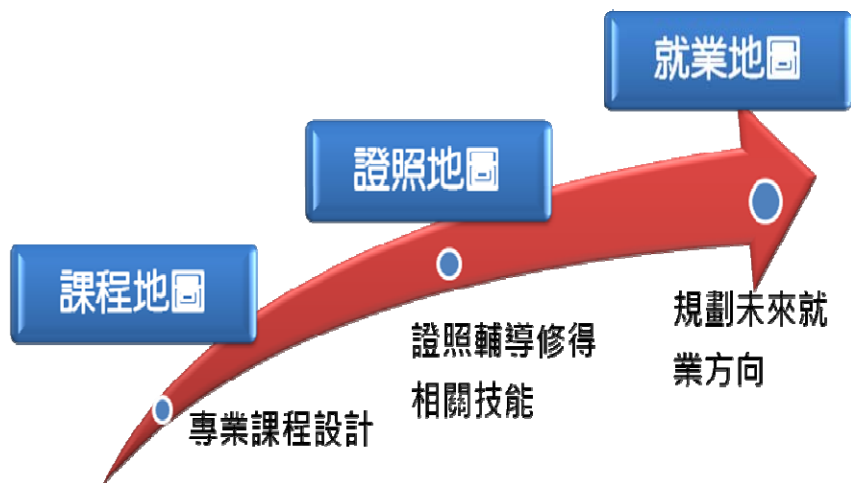 就業地圖
證照地圖
課程地圖
規劃未來就
業方向
證照輔導修得
相關技能
專業課程設計